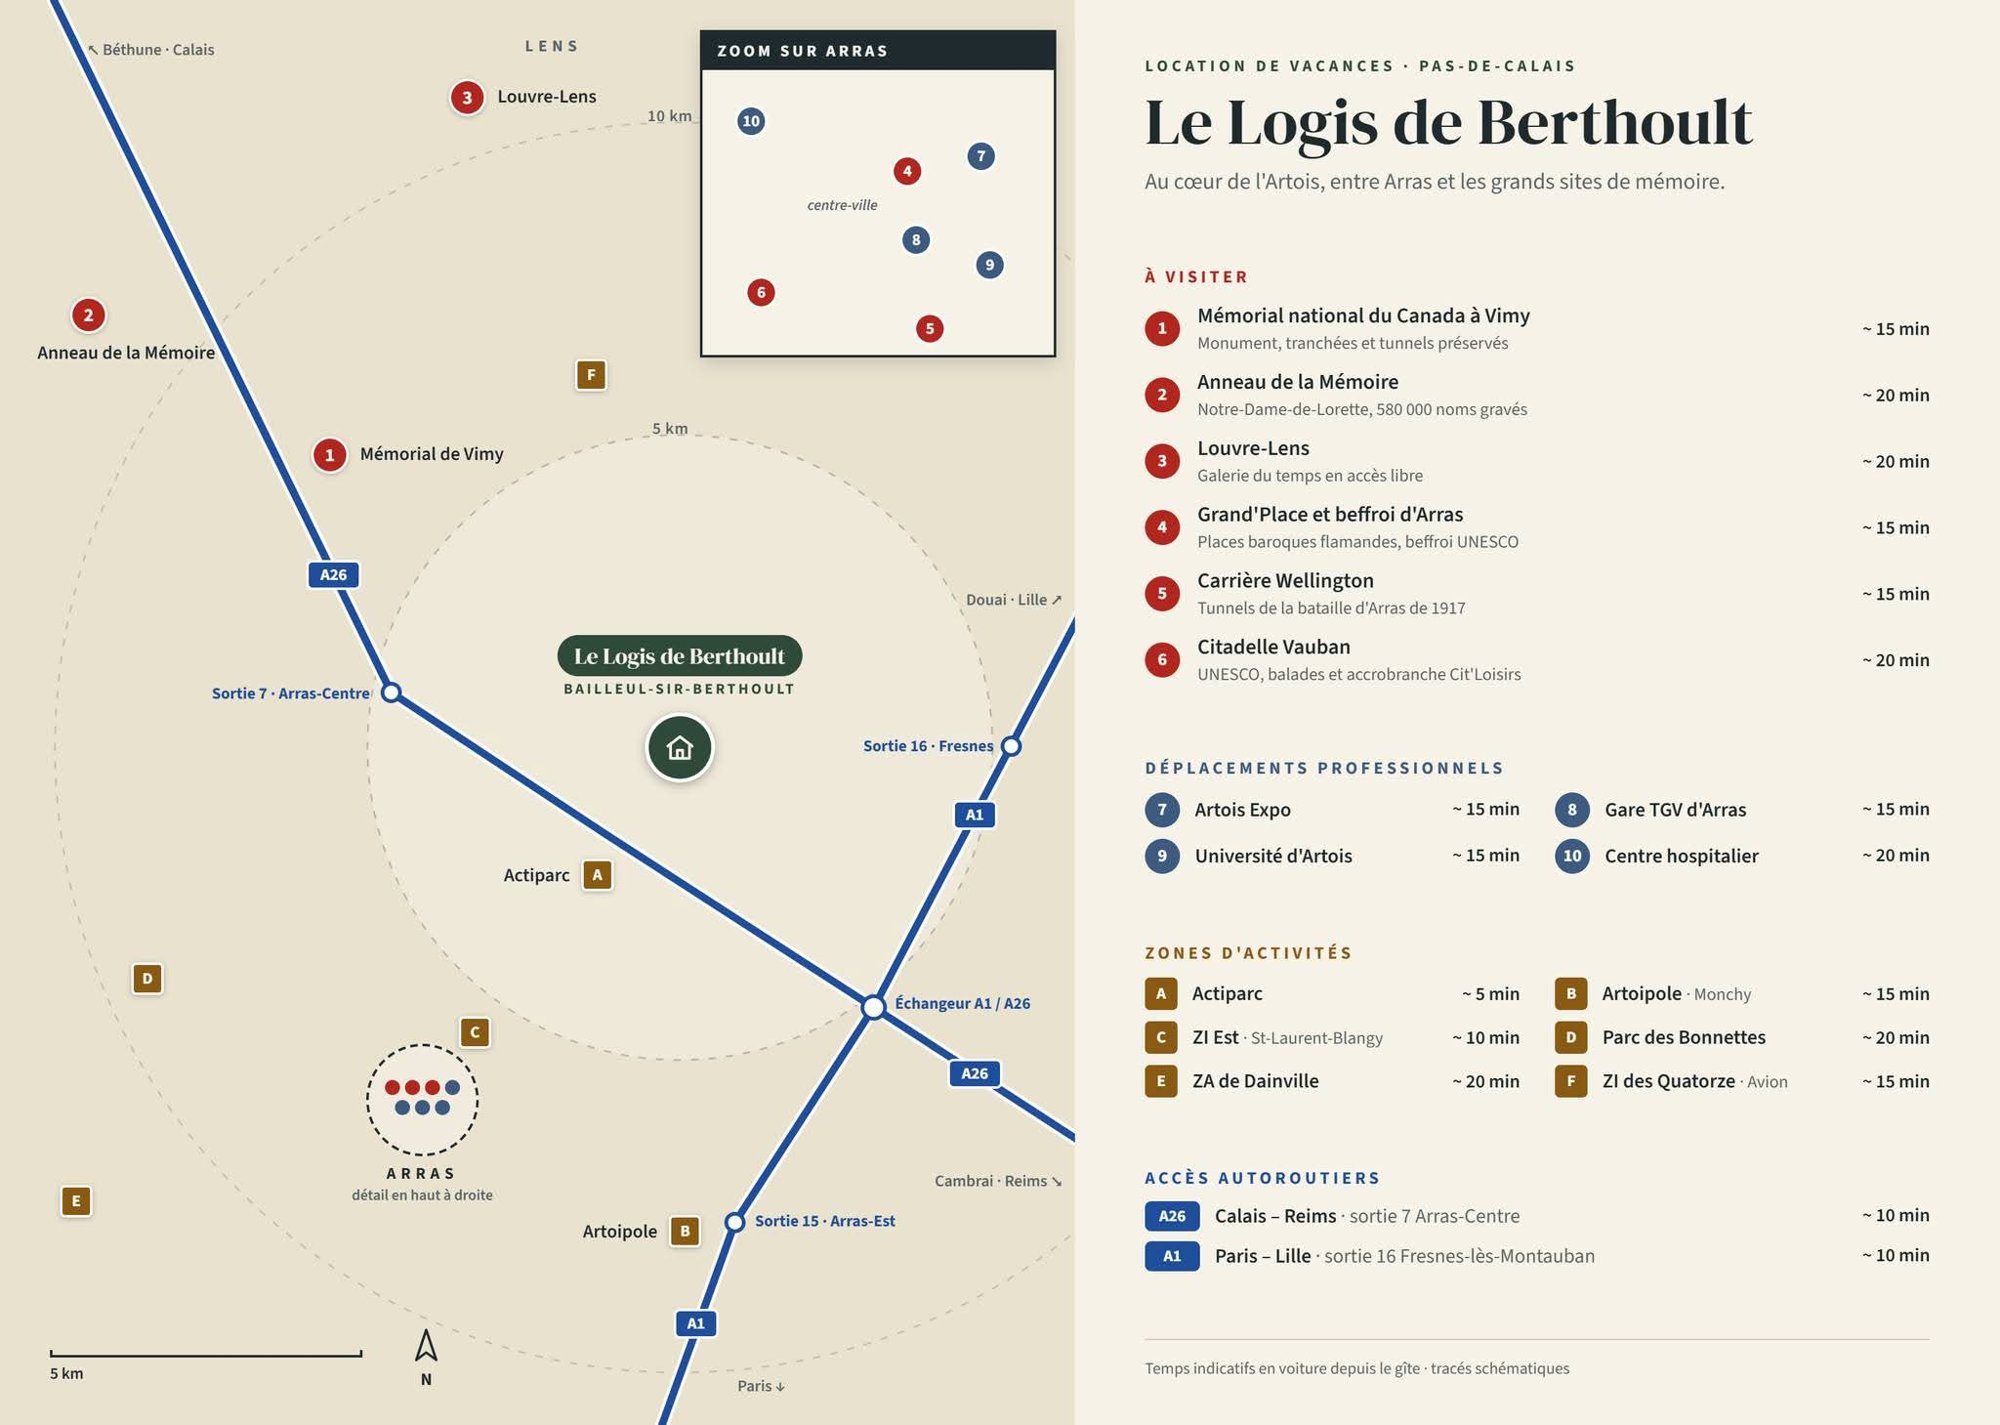 ↖ Béthune · Calais
LENS
3 Louvre-Lens
10 km
ZOOM SUR ARRAS
10
7
4
centre-ville
8
9
6
5
2
Anneau de la Mémoire
F
5 km
1 Mémorial de Vimy
A26
Douai · Lille ↗
Le Logis de Berthoult
BAILLEUL-SIR-BERTHOULT
Sortie 7 · Arras-Centre
Sortie 16 · Fresnes
A1
Actiparc A
D
Échangeur A1 / A26
C
A26
ARRAS
détail en haut à droite
Cambrai · Reims ↘
E
Artoipole B
Sortie 15 · Arras-Est
A1
5 km
N
Paris ↓
LOCATION DE VACANCES · PAS-DE-CALAIS
Le Logis de Berthoult
Au cœur de l'Artois, entre Arras et les grands sites de mémoire.
À VISITER
1 Mémorial national du Canada à Vimy ~ 15 min
Monument, tranchées et tunnels préservés
2 Anneau de la Mémoire ~ 20 min
Notre-Dame-de-Lorette, 580 000 noms gravés
3 Louvre-Lens ~ 20 min
Galerie du temps en accès libre
4 Grand'Place et beffroi d'Arras ~ 15 min
Places baroques flamandes, beffroi UNESCO
5 Carrière Wellington ~ 15 min
Tunnels de la bataille d'Arras de 1917
6 Citadelle Vauban ~ 20 min
UNESCO, balades et accrobranche Cit'Loisirs
DÉPLACEMENTS PROFESSIONNELS
7 Artois Expo ~ 15 min 8 Gare TGV d'Arras ~ 15 min
9 Université d'Artois ~ 15 min 10 Centre hospitalier ~ 20 min
ZONES D'ACTIVITÉS
A Actiparc ~ 5 min B Artoipole · Monchy ~ 15 min
C ZI Est · St-Laurent-Blangy ~ 10 min D Parc des Bonnettes ~ 20 min
E ZA de Dainville ~ 20 min F ZI des Quatorze · Avion ~ 15 min
ACCÈS AUTOROUTIERS
A26 Calais – Reims · sortie 7 Arras-Centre ~ 10 min
A1 Paris – Lille · sortie 16 Fresnes-lès-Montauban ~ 10 min
Temps indicatifs en voiture depuis le gîte · tracés schématiques